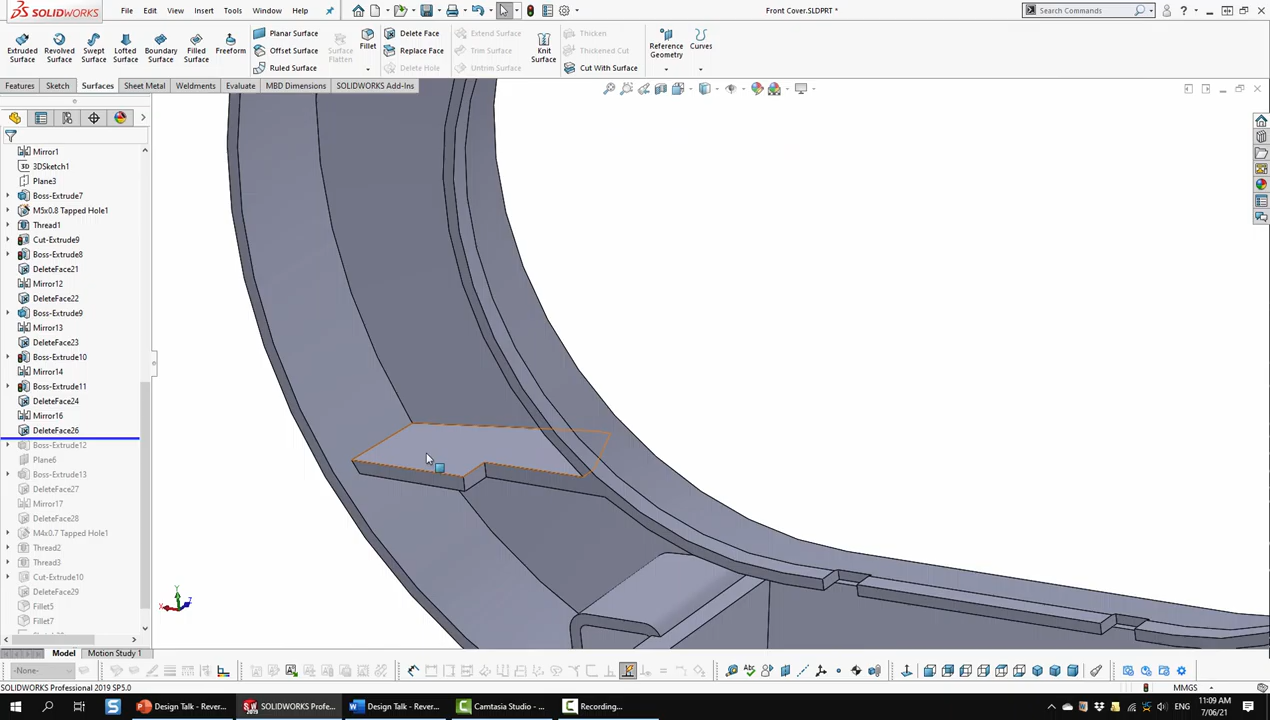 SOLIDWORKS File Edit View Insert Tools Window Help Front Cover.SLDPRT * Search Commands
Extruded Surface
Revolved Surface
Swept Surface
Lofted Surface
Boundary Surface
Filled Surface
Freeform
Planar Surface
Offset Surface
Ruled Surface
Surface Flatten
Fillet
Delete Face
Replace Face
Delete Hole
Extend Surface
Trim Surface
Untrim Surface
Knit Surface
Thicken
Thickened Cut
Cut With Surface
Reference Geometry
Curves
Features Sketch Surfaces Sheet Metal Weldments Evaluate MBD Dimensions SOLIDWORKS Add-Ins
Mirror1
3DSketch1
Plane3
Boss-Extrude7
M5x0.8 Tapped Hole1
Thread1
Cut-Extrude9
Boss-Extrude8
DeleteFace21
Mirror12
DeleteFace22
Boss-Extrude9
Mirror13
DeleteFace23
Boss-Extrude10
Mirror14
Boss-Extrude11
DeleteFace24
Mirror16
DeleteFace26
Boss-Extrude12
Plane6
Boss-Extrude13
DeleteFace27
Mirror17
DeleteFace28
M4x0.7 Tapped Hole1
Thread2
Thread3
Cut-Extrude10
DeleteFace29
Fillet5
Fillet7
Y
X
Z
Model Motion Study 1
-None-
SOLIDWORKS Professional 2019 SP5.0 MMGS
Design Talk - Rever... SOLIDWORKS Profe... Design Talk - Rever... Camtasia Studio - ... Recording... ENG 11:09 AM
7/06/21